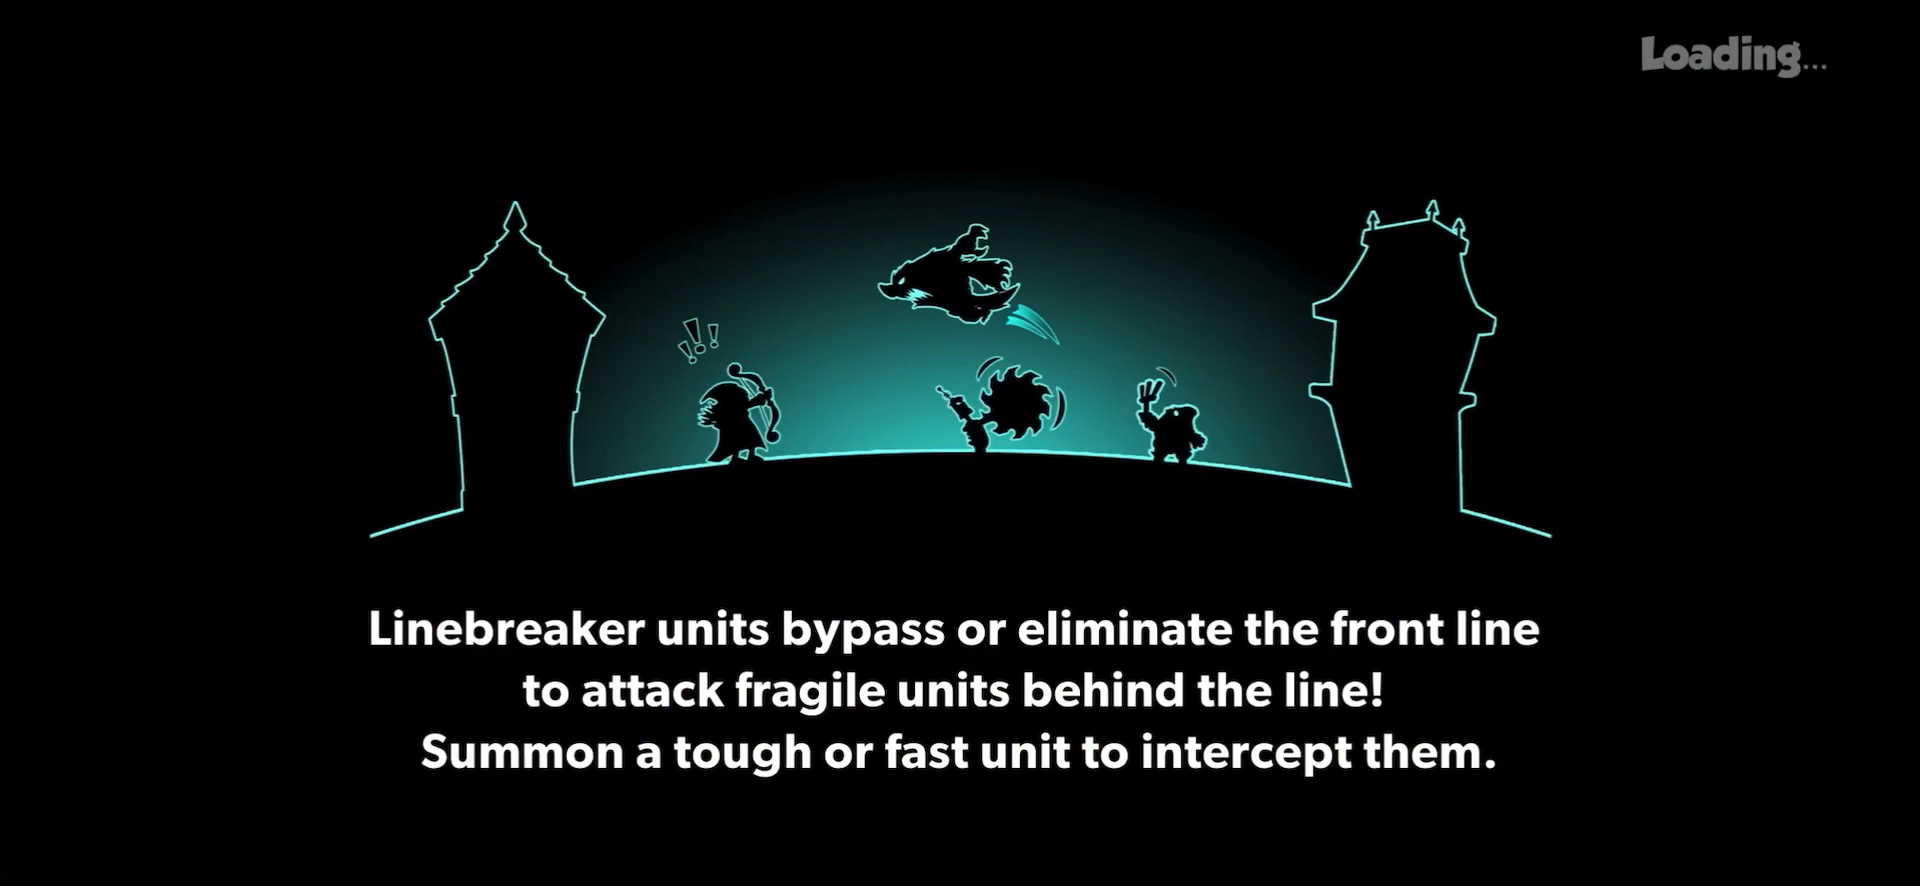 Loading...
!!!
Linebreaker units bypass or eliminate the front line
to attack fragile units behind the line!
Summon a tough or fast unit to intercept them.